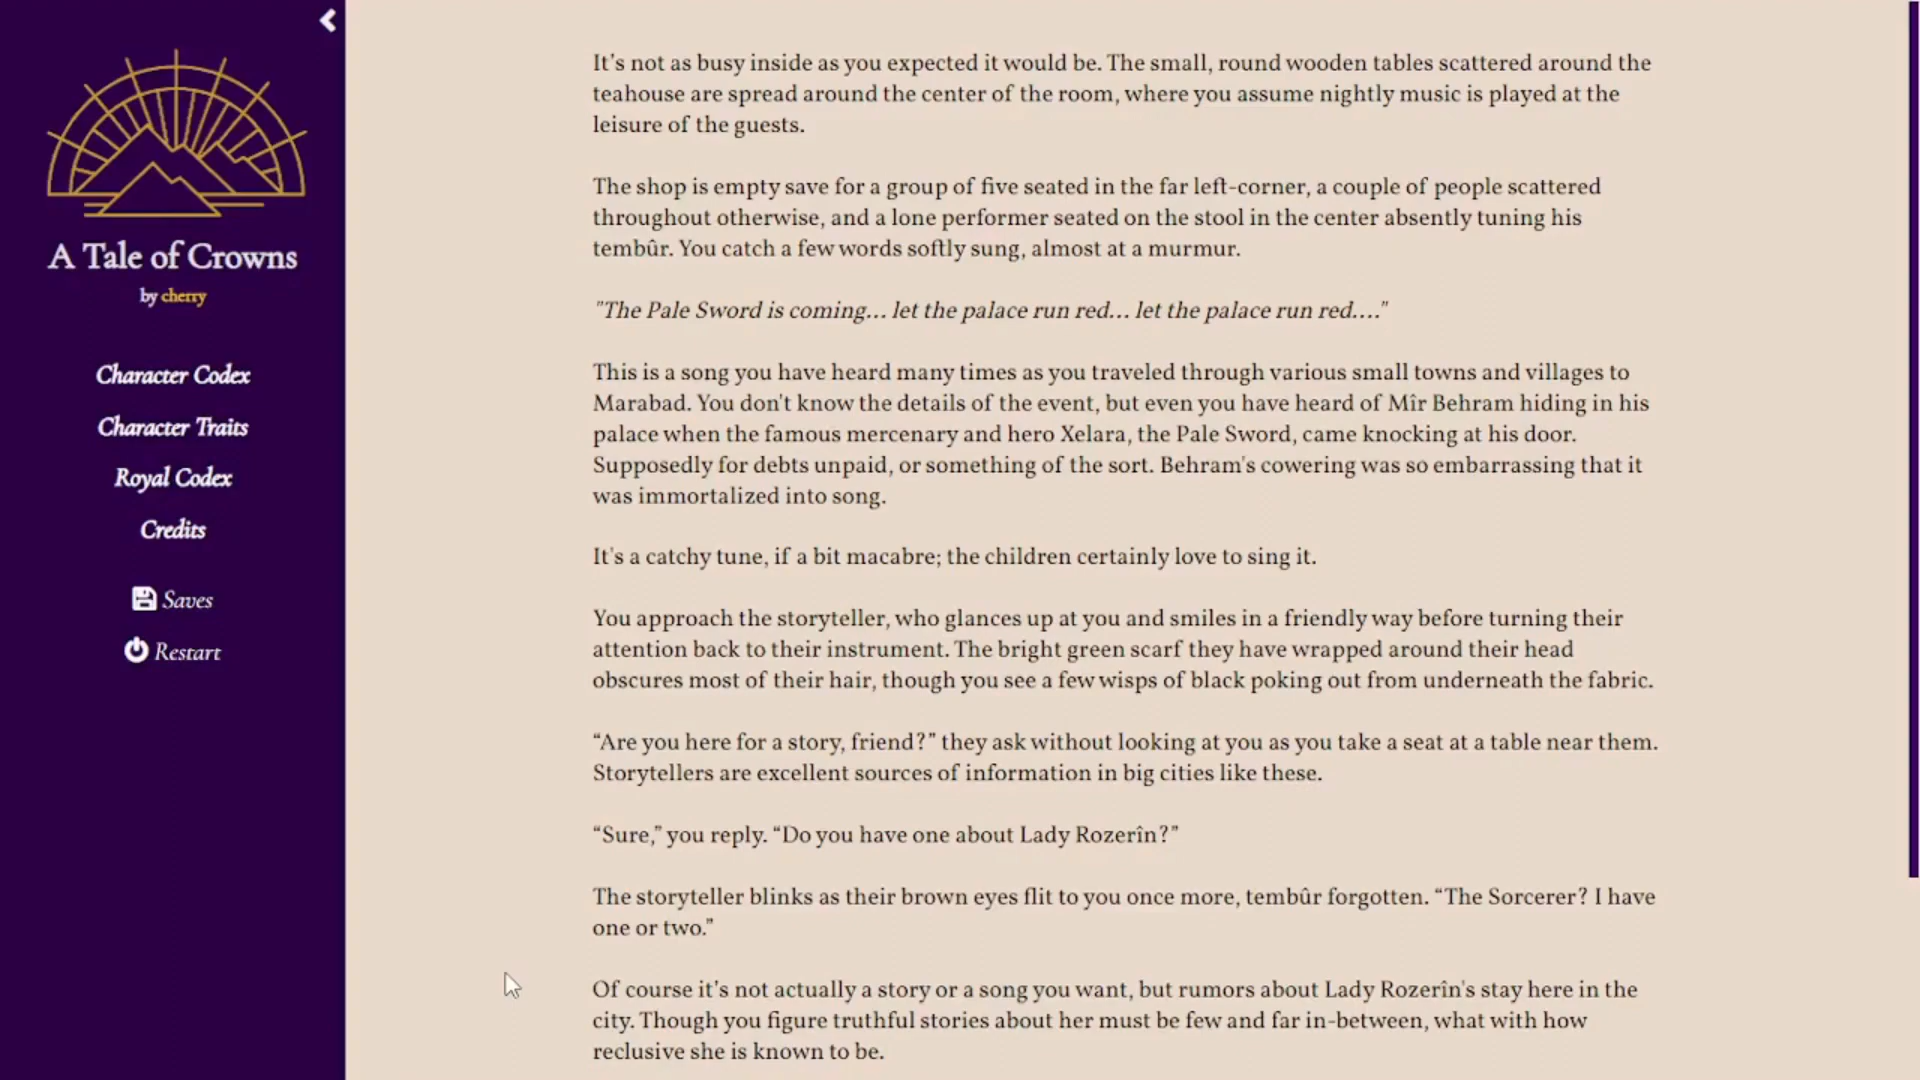 A Tale of Crowns
by cherry
Character Codex
Character Traits
Royal Codex
Credits
Saves
Restart
It's not as busy inside as you expected it would be. The small, round wooden tables scattered around the
teahouse are spread around the center of the room, where you assume nightly music is played at the
leisure of the guests.
The shop is empty save for a group of five seated in the far left-corner, a couple of people scattered
throughout otherwise, and a lone performer seated on the stool in the center absently tuning his
tembûr. You catch a few words softly sung, almost at a murmur.
"The Pale Sword is coming... let the palace run red... let the palace run red...."
This is a song you have heard many times as you traveled through various small towns and villages to
Marabad. You don't know the details of the event, but even you have heard of Mîr Behram hiding in his
palace when the famous mercenary and hero Xelara, the Pale Sword, came knocking at his door.
Supposedly for debts unpaid, or something of the sort. Behram's cowering was so embarrassing that it
was immortalized into song.
It's a catchy tune, if a bit macabre; the children certainly love to sing it.
You approach the storyteller, who glances up at you and smiles in a friendly way before turning their
attention back to their instrument. The bright green scarf they have wrapped around their head
obscures most of their hair, though you see a few wisps of black poking out from underneath the fabric.
“Are you here for a story, friend?” they ask without looking at you as you take a seat at a table near them.
Storytellers are excellent sources of information in big cities like these.
“Sure,” you reply. “Do you have one about Lady Rozerîn?”
The storyteller blinks as their brown eyes flit to you once more, tembûr forgotten. “The Sorcerer? I have
one or two.”
Of course it's not actually a story or a song you want, but rumors about Lady Rozerîn's stay here in the
city. Though you figure truthful stories about her must be few and far in-between, what with how
reclusive she is known to be.